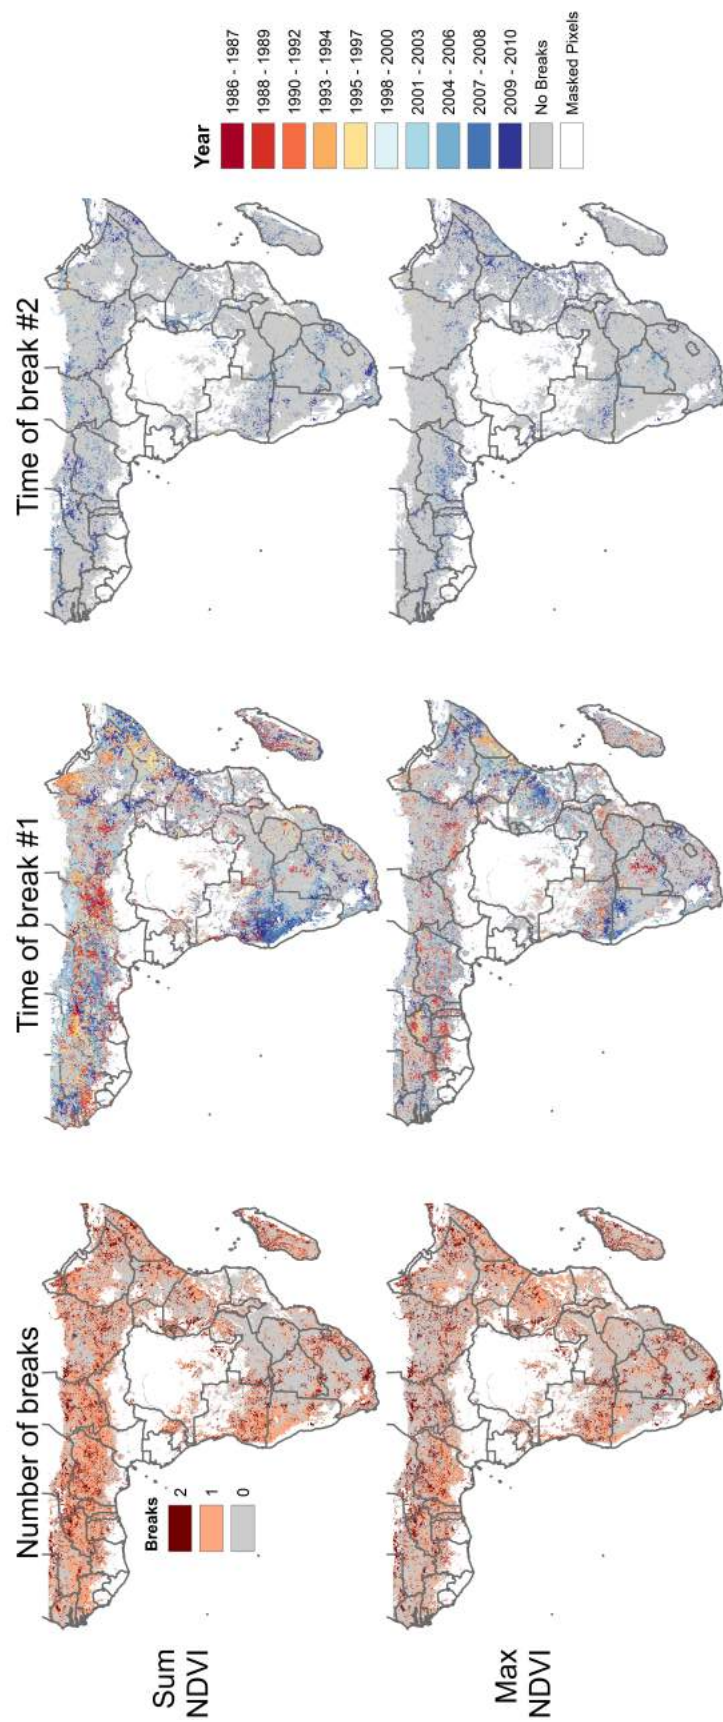 Number of breaks
Time of break #1
Time of break #2
Sum
NDVI
Max
NDVI
Breaks
2
1
0
Year
1986 - 1987
1988 - 1989
1990 - 1992
1993 - 1994
1995 - 1997
1998 - 2000
2001 - 2003
2004 - 2006
2007 - 2008
2009 - 2010
No Breaks
Masked Pixels